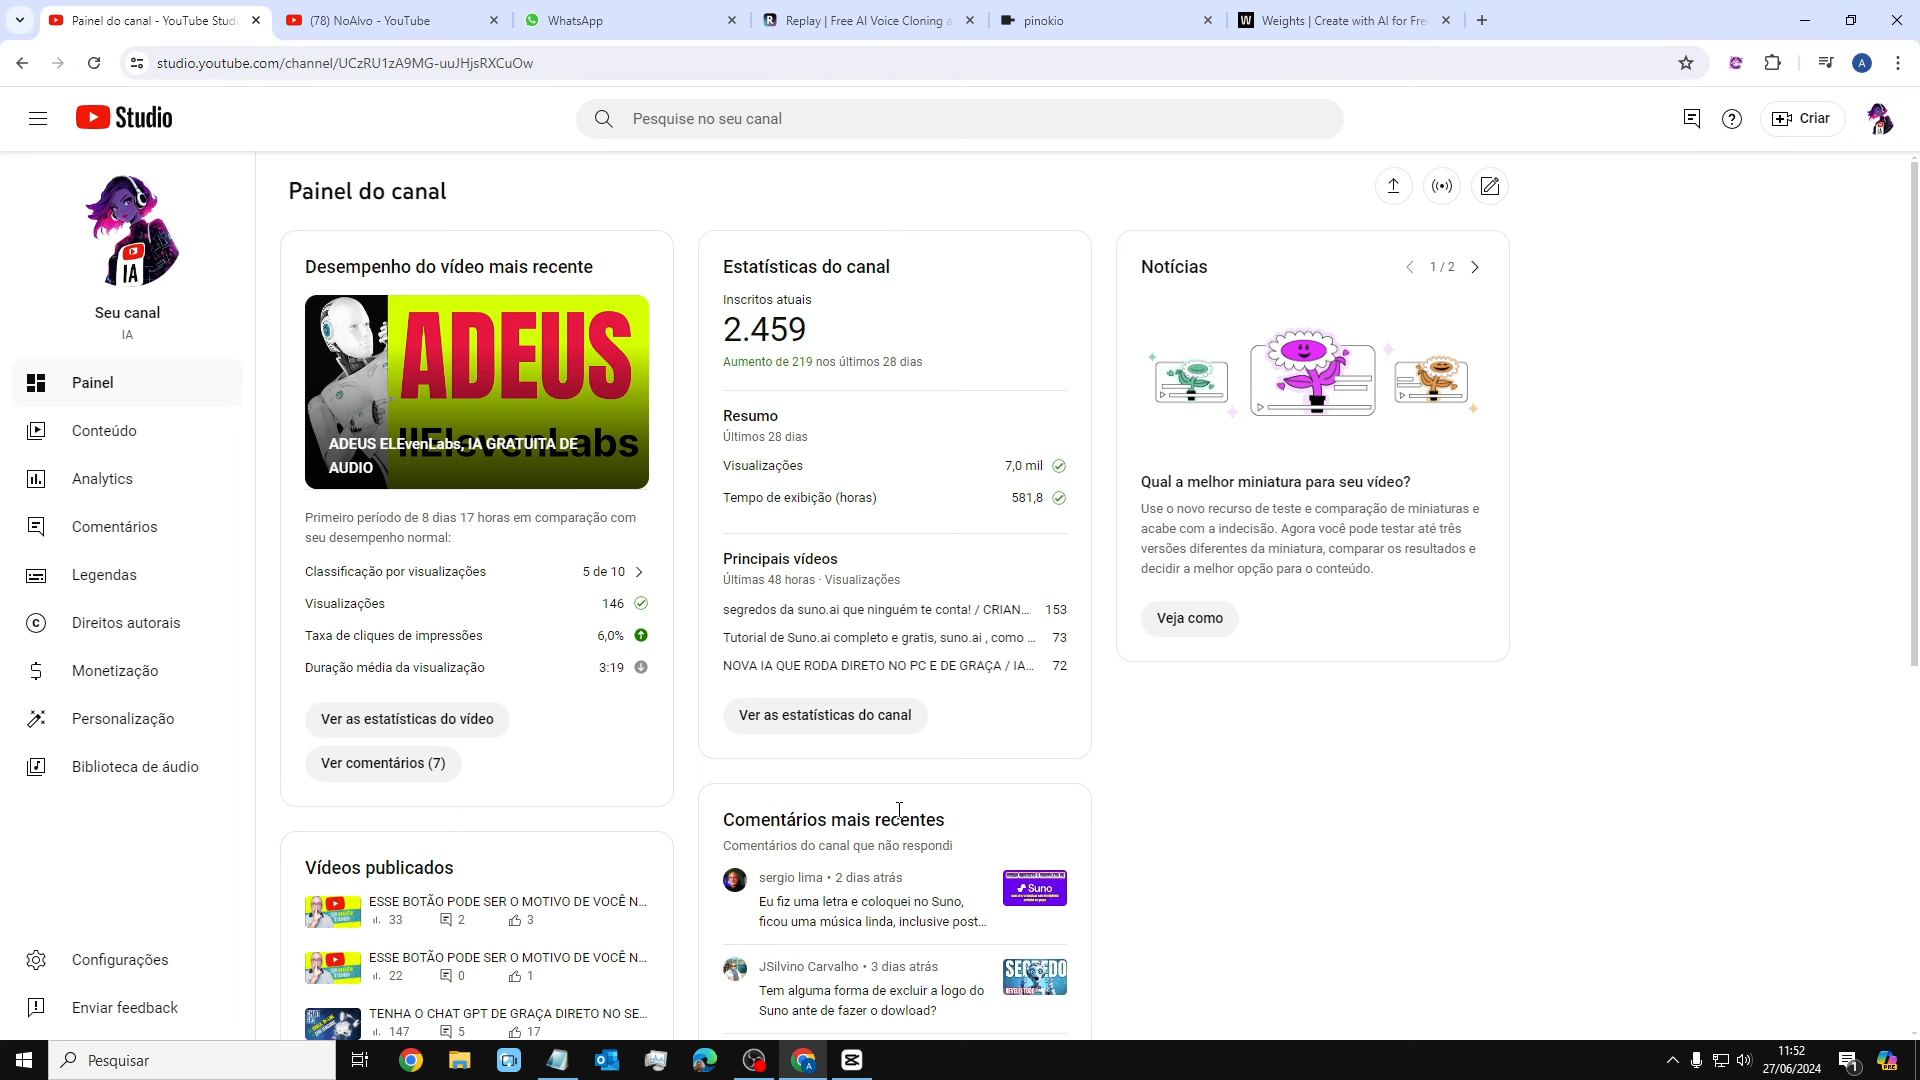 Painel do canal - YouTube Studi
(78) NoAlvo - YouTube
WhatsApp
Replay | Free AI Voice Cloning a
pinokio
Weights | Create with AI for Fre
studio.youtube.com/channel/UCzRU1zA9MG-uuJHjsRXCuOw
A
Studio
Pesquise no seu canal
Criar
IA
Seu canal
IA
Painel
Conteúdo
Analytics
Comentários
Legendas
Direitos autorais
Monetização
Personalização
Biblioteca de áudio
Configurações
Enviar feedback
Painel do canal
Desempenho do vídeo mais recente
ADEUS
IIElevenLabs
ADEUS ELEvenLabs, IA GRATUITA DE
AUDIO
Primeiro período de 8 dias 17 horas em comparação com
seu desempenho normal:
Classificação por visualizações 5 de 10
Visualizações 146
Taxa de cliques de impressões 6,0%
Duração média da visualização 3:19
Ver as estatísticas do vídeo
Ver comentários (7)
Vídeos publicados
ESSE BOTÃO PODE SER O MOTIVO DE VOCÊ N...
33 2 3
ESSE BOTÃO PODE SER O MOTIVO DE VOCÊ N...
22 0 1
TENHA O CHAT GPT DE GRAÇA DIRETO NO SE...
147 5 17
Estatísticas do canal
Inscritos atuais
2.459
Aumento de 219 nos últimos 28 dias
Resumo
Últimos 28 dias
Visualizações 7,0 mil
Tempo de exibição (horas) 581,8
Principais vídeos
Últimas 48 horas · Visualizações
segredos da suno.ai que ninguém te conta! / CRIAN... 153
Tutorial de Suno.ai completo e gratis, suno.ai , como ... 73
NOVA IA QUE RODA DIRETO NO PC E DE GRAÇA / IA... 72
Ver as estatísticas do canal
Comentários mais recentes
Comentários do canal que não respondi
sergio lima • 2 dias atrás
Eu fiz uma letra e coloquei no Suno,
ficou uma música linda, inclusive post...
Suno
JSilvino Carvalho • 3 dias atrás
Tem alguma forma de excluir a logo do
Suno ante de fazer o dowload?
SEGREDO
Notícias
1 / 2
Qual a melhor miniatura para seu vídeo?
Use o novo recurso de teste e comparação de miniaturas e
acabe com a indecisão. Agora você pode testar até três
versões diferentes da miniatura, comparar os resultados e
decidir a melhor opção para o conteúdo.
Veja como
Pesquisar
11:52
27/06/2024
1